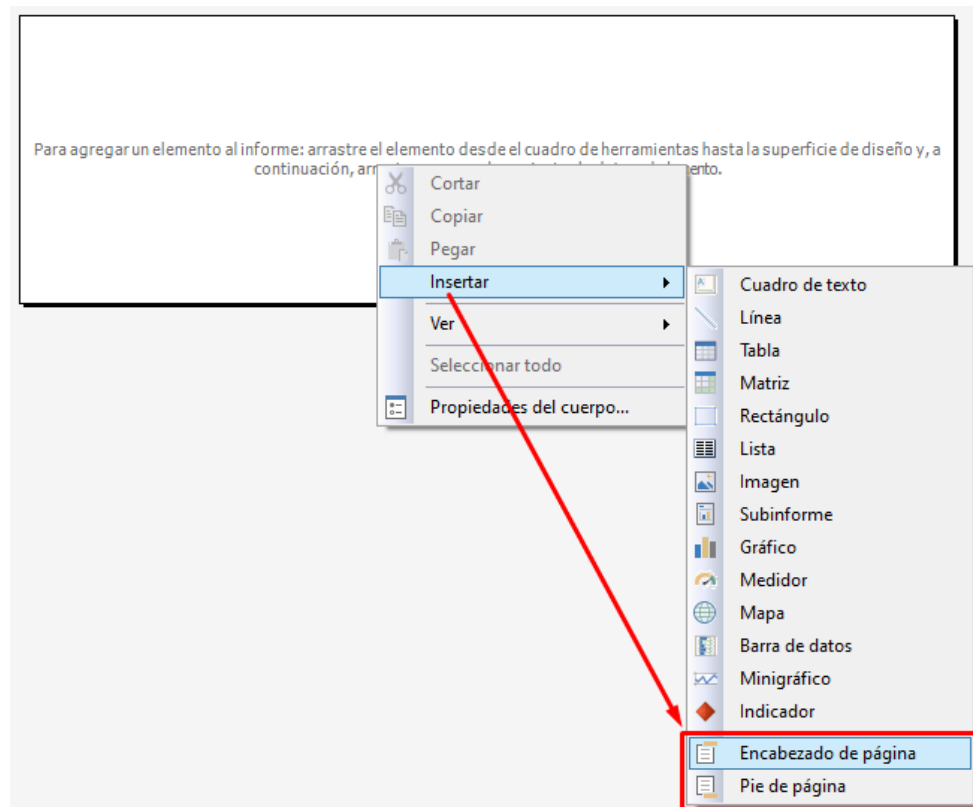 Para agregar un elemento al informe: arrastre el elemento desde el cuadro de herramientas hasta la superficie de diseño y, a
continuación,
Cortar
Copiar
Pegar
Insertar
Ver
Seleccionar todo
Propiedades del cuerpo...
Cuadro de texto
Línea
Tabla
Matriz
Rectángulo
Lista
Imagen
Subinforme
Gráfico
Medidor
Mapa
Barra de datos
Minigráfico
Indicador
Encabezado de página
Pie de página